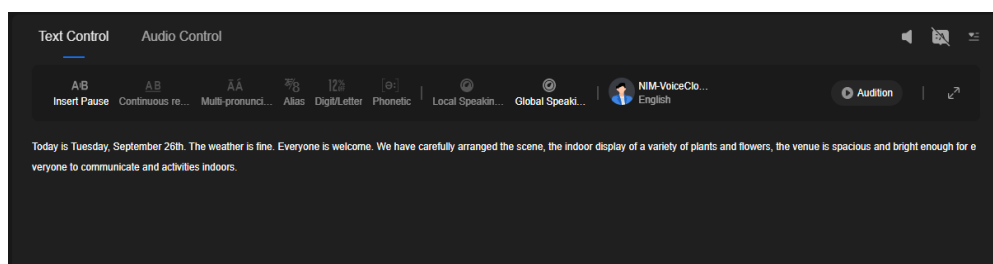 Text Control Audio Control
A|B A B ĀÁ 12⅔ [ə:]
Insert Pause Continuous re... Multi-pronunci... Alias Digit/Letter Phonetic Local Speakin... Global Speaki... NIM-VoiceClo... Audition
English
Today is Tuesday, September 26th. The weather is fine. Everyone is welcome. We have carefully arranged the scene, the indoor display of a variety of plants and flowers, the venue is spacious and bright enough for e
veryone to communicate and activities indoors.